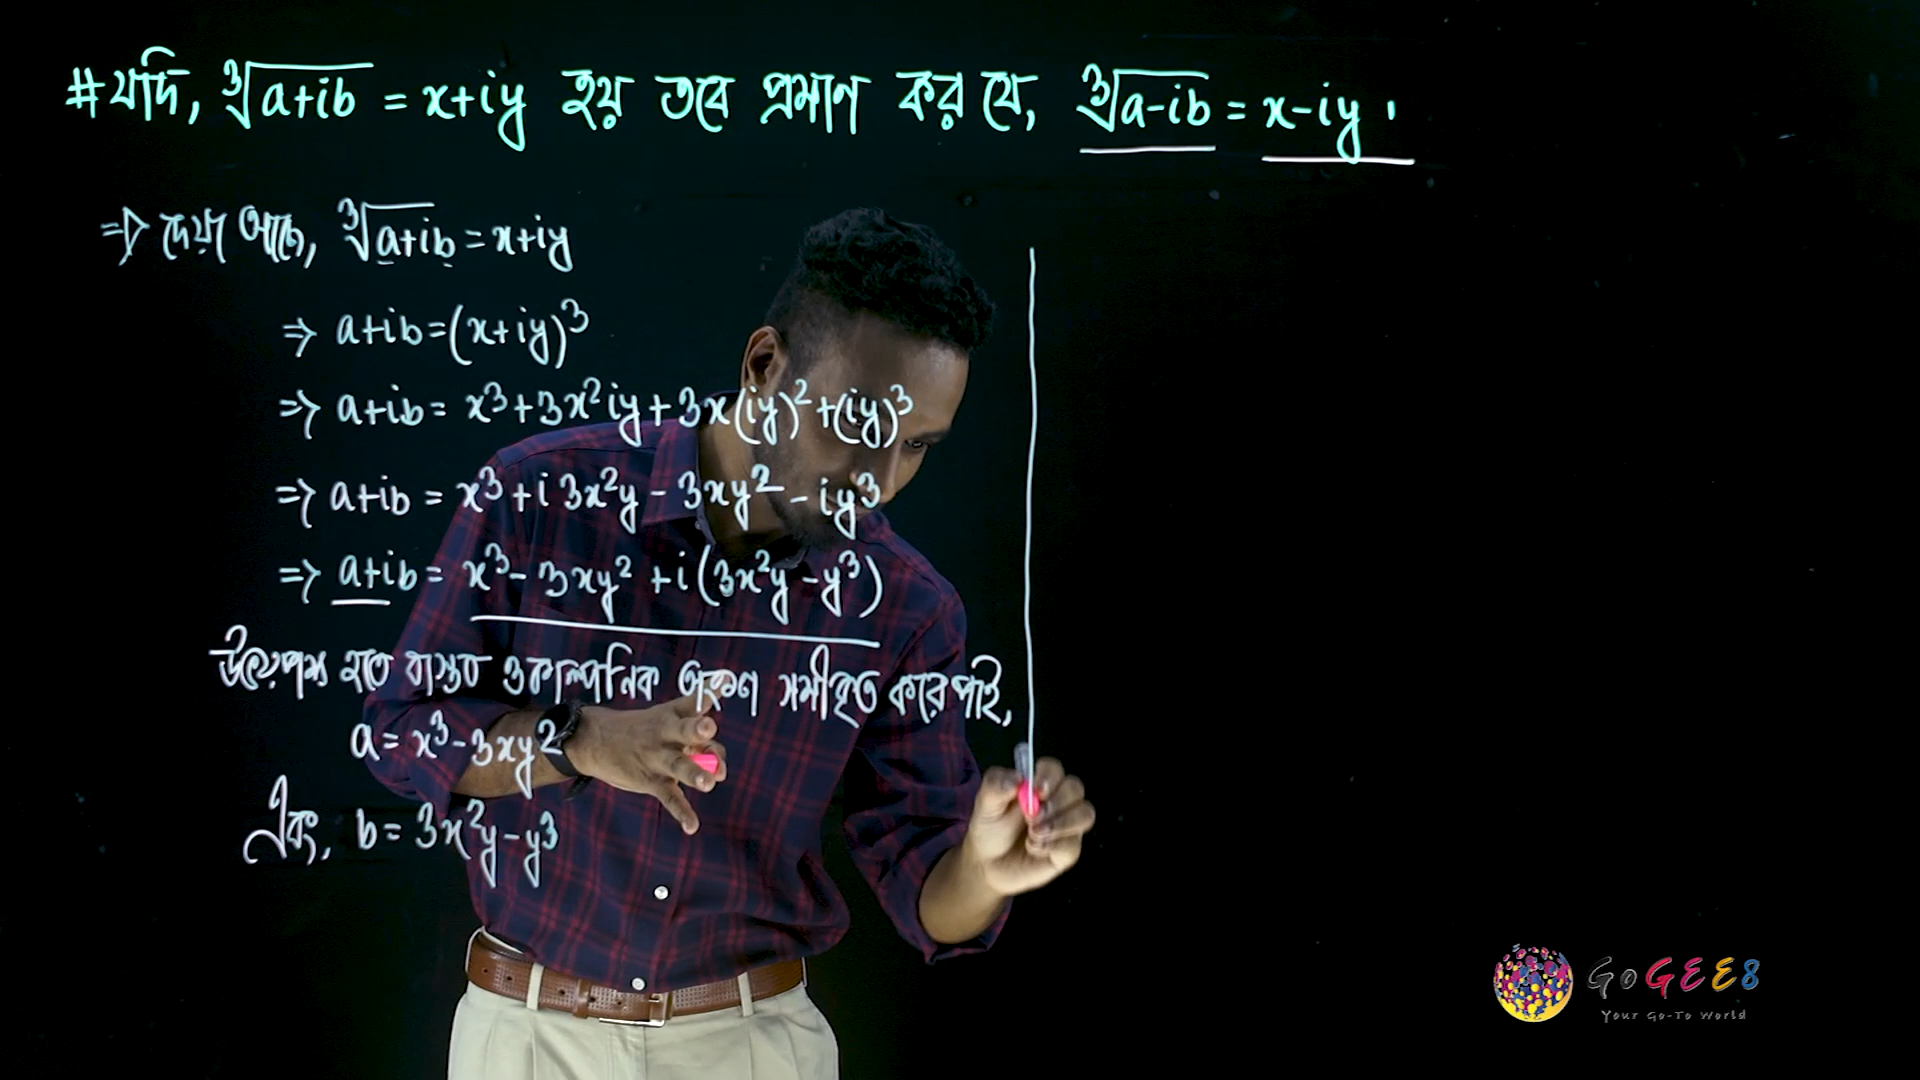 # যদি, ∛(a+ib) = x+iy হয় তবে প্রমাণ কর যে, ∛(a-ib) = x-iy ।
⇒ দেয়া আছে, ∛(a+ib) = x+iy
⇒ a+ib = (x+iy)³
⇒ a+ib = x³+3x²iy+3x(iy)²+(iy)³
⇒ a+ib = x³+i3x²y-3xy²-iy³
⇒ a+ib = x³-3xy²+i(3x²y-y³)
উভয়পক্ষ হতে বাস্তব ও কাল্পনিক অংশ সমীকৃত করে পাই,
a = x³-3xy²
এবং, b = 3x²y-y³
GoGEE8
Your Go-To World